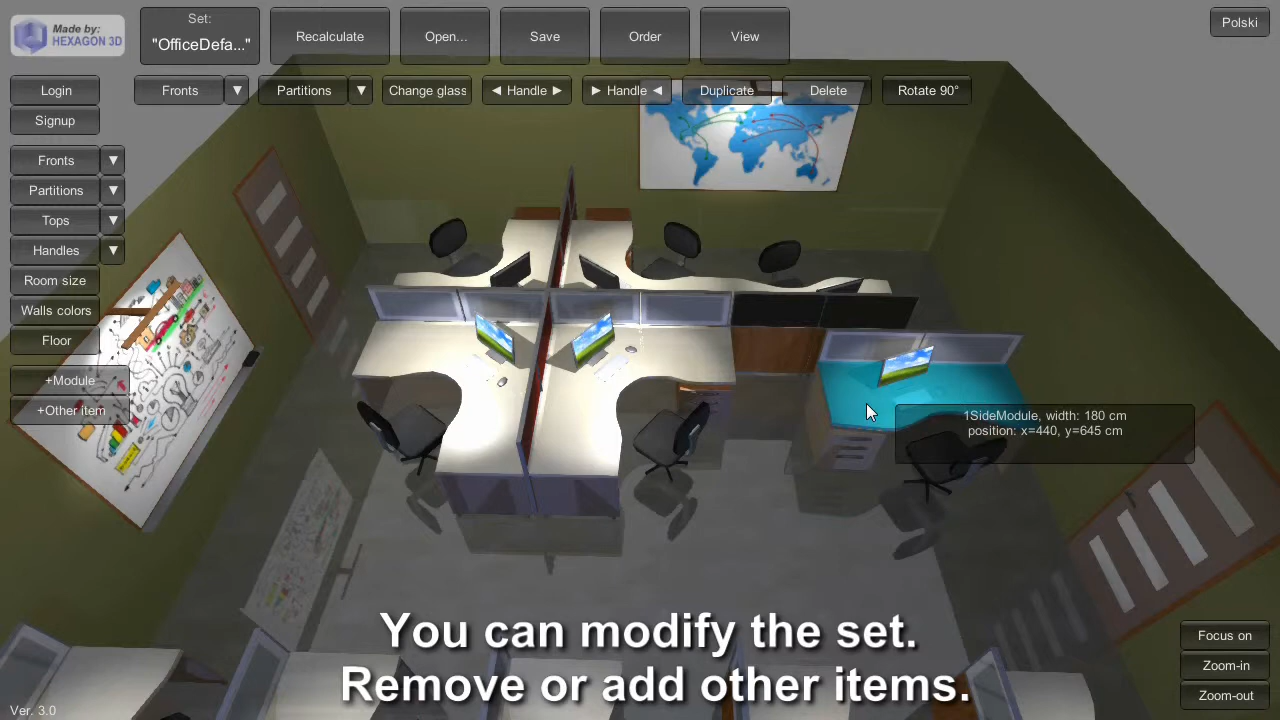 Made by:
HEXAGON 3D
Set:
"OfficeDefa..."
Recalculate
Open...
Save
Order
View
Polski
Login
Signup
Fronts ▼
Partitions ▼
Change glass
◄ Handle ►
► Handle ◄
Duplicate
Delete
Rotate 90°
Fronts ▼
Partitions ▼
Tops ▼
Handles ▼
Room size
Walls colors
Floor
+Module
+Other item
1SideModule, width: 180 cm
position: x=440, y=645 cm
You can modify the set.
Remove or add other items.
Focus on
Zoom-in
Zoom-out
Ver. 3.0